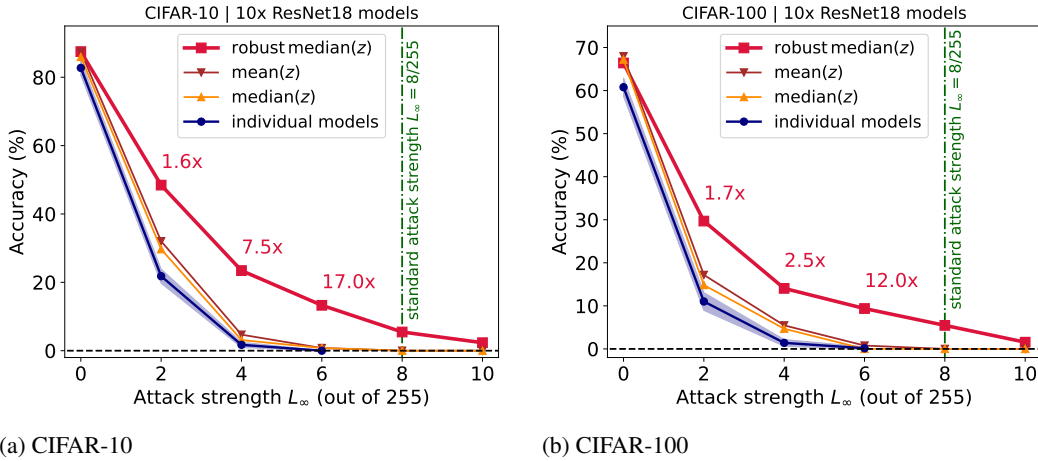 CIFAR-10 | 10x ResNet18 models
Accuracy (%)
80
60
40
20
0
robust median(z)
mean(z)
median(z)
individual models
1.6x
7.5x
17.0x
standard attack strength L∞ = 8/255
0 2 4 6 8 10
Attack strength L∞ (out of 255)
(a) CIFAR-10
CIFAR-100 | 10x ResNet18 models
Accuracy (%)
70
60
50
40
30
20
10
0
robust median(z)
mean(z)
median(z)
individual models
1.7x
2.5x
12.0x
standard attack strength L∞ = 8/255
0 2 4 6 8 10
Attack strength L∞ (out of 255)
(b) CIFAR-100